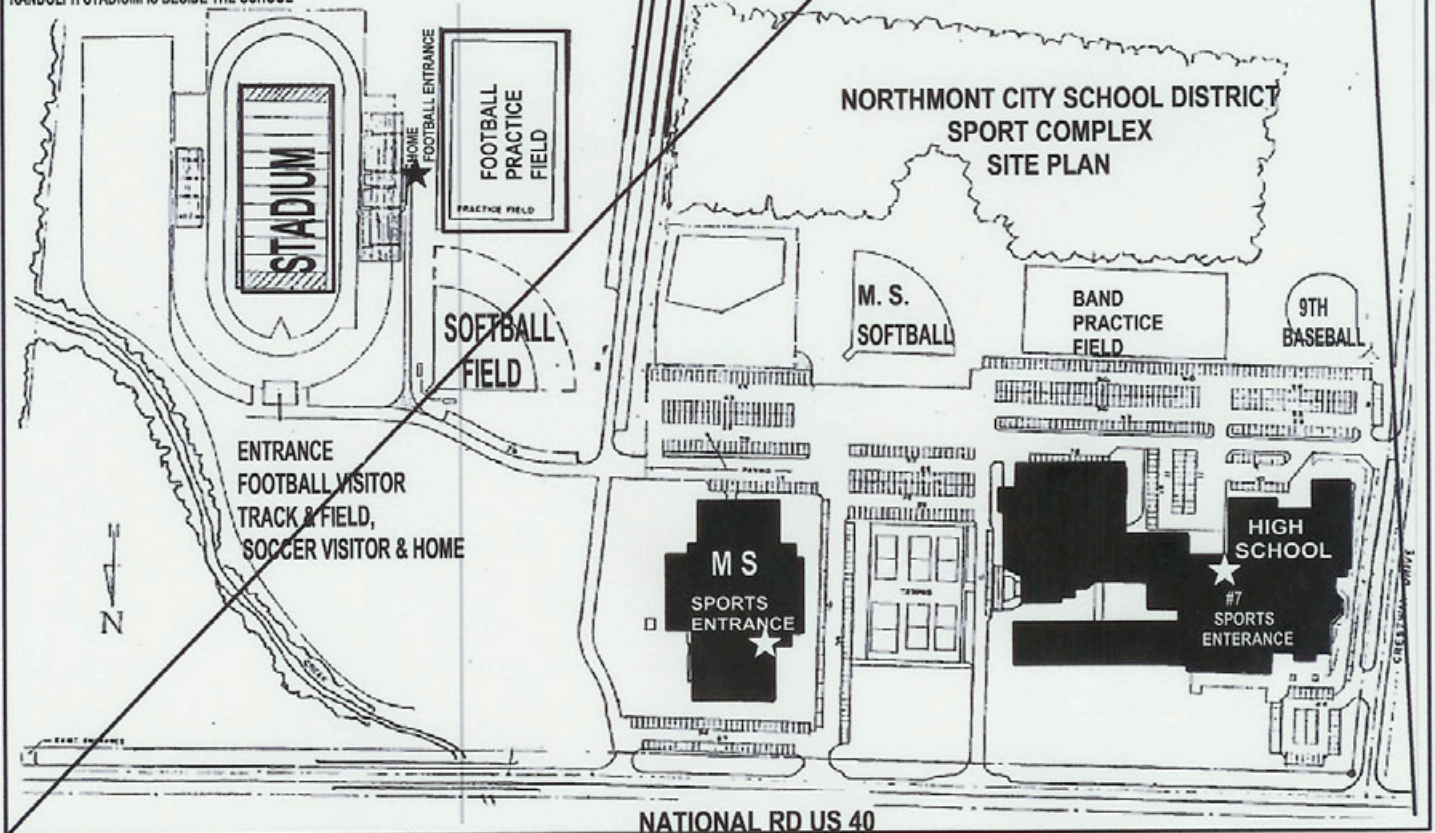 RANDOLPH STADIUM IS BESIDE THE SCHOOL
NORTHMONT CITY SCHOOL DISTRICT
SPORT COMPLEX
SITE PLAN
STADIUM
HOME
FOOTBALL ENTRANCE
FOOTBALL
PRACTICE
FIELD
PRACTICE FIELD
SOFTBALL
FIELD
M. S.
SOFTBALL
BAND
PRACTICE
FIELD
9TH
BASEBALL
ENTRANCE
FOOTBALL VISITOR
TRACK & FIELD,
SOCCER VISITOR & HOME
N
M S
SPORTS
ENTRANCE
TENNIS
HIGH
SCHOOL
#7
SPORTS
ENTERANCE
DRIVE
NATIONAL RD US 40